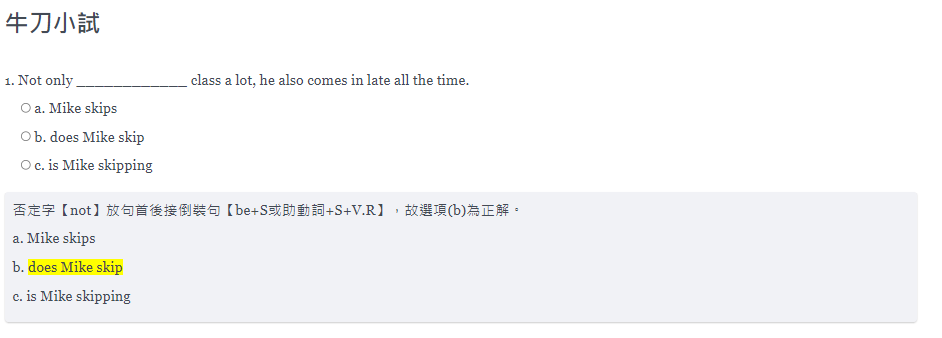 牛刀小試
1. Not only _____________ class a lot, he also comes in late all the time.
a. Mike skips
b. does Mike skip
c. is Mike skipping
否定字【not】放句首後接倒裝句【be+S或助動詞+S+V.R】，故選項(b)為正解。
a. Mike skips
b. does Mike skip
c. is Mike skipping